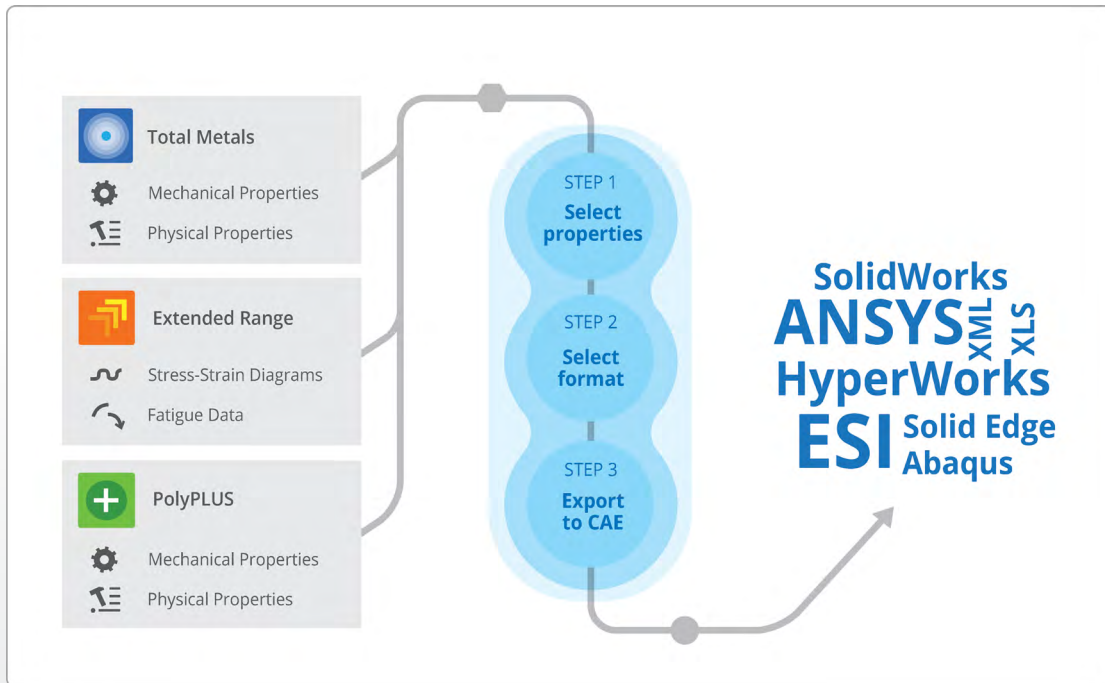 Total Metals
Mechanical Properties
Physical Properties
Extended Range
Stress-Strain Diagrams
Fatigue Data
PolyPLUS
Mechanical Properties
Physical Properties
STEP 1
Select
properties
STEP 2
Select
format
STEP 3
Export
to CAE
SolidWorks
ANSYS
XML
XLS
HyperWorks
ESI
Solid Edge
Abaqus